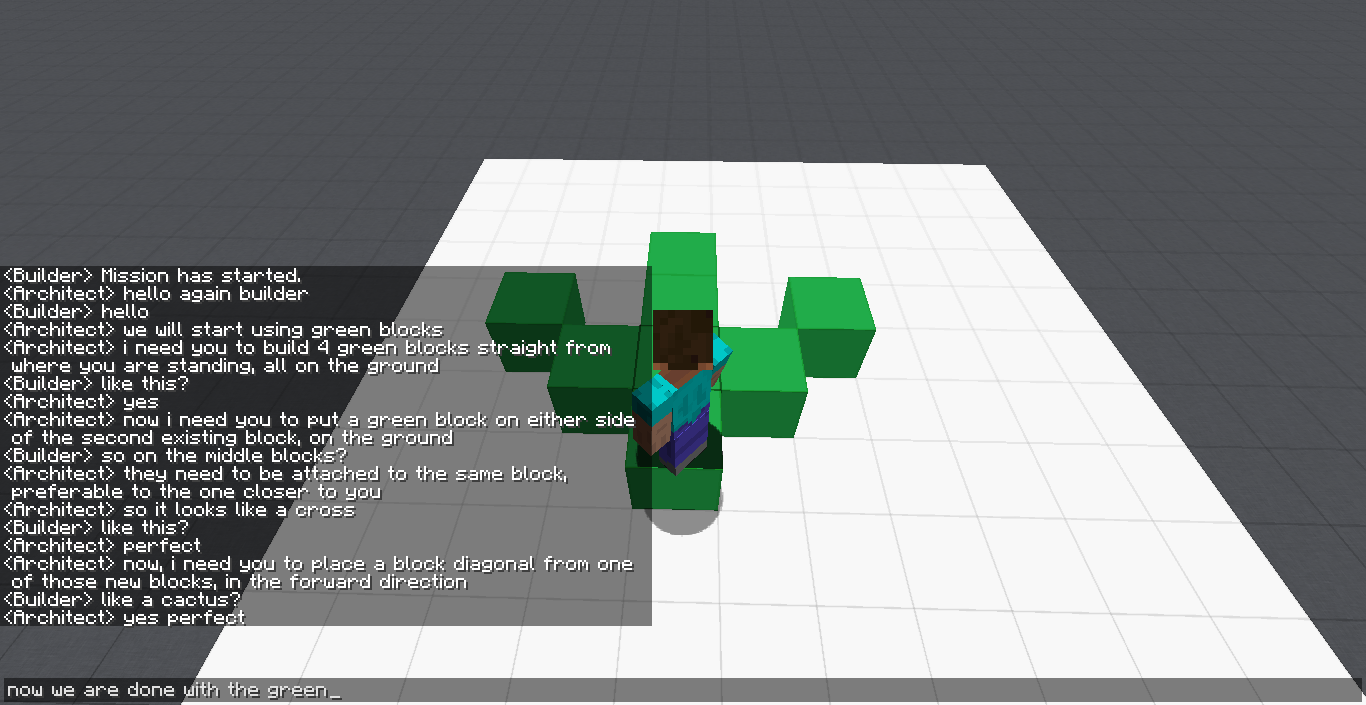 <Builder> Mission has started.
<Architect> hello again builder
<Builder> hello
<Architect> we will start using green blocks
<Architect> i need you to build 4 green blocks straight from
where you are standing, all on the ground
<Builder> like this?
<Architect> yes
<Architect> now i need you to put a green block on either side
of the second existing block, on the ground
<Builder> so on the middle blocks?
<Architect> they need to be attached to the same block,
preferable to the one closer to you
<Architect> so it looks like a cross
<Builder> like this?
<Architect> perfect
<Architect> now, i need you to place a block diagonal from one
of those new blocks, in the forward direction
<Builder> like a cactus?
<Architect> yes perfect
now we are done with the green_